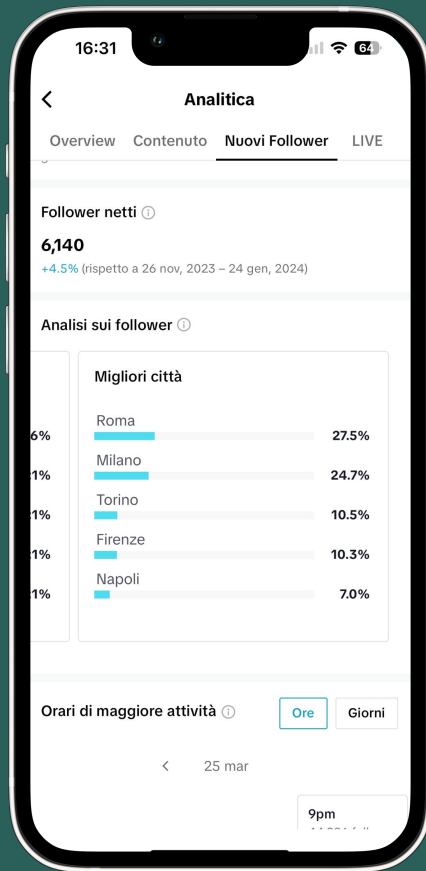 16:31
64
Analitica
Overview Contenuto Nuovi Follower LIVE
Follower netti
6,140
+4.5% (rispetto a 26 nov, 2023 – 24 gen, 2024)
Analisi sui follower
Migliori città
Roma
6% 27.5%
Milano
1% 24.7%
Torino
1% 10.5%
Firenze
1% 10.3%
Napoli
1% 7.0%
Orari di maggiore attività Ore Giorni
25 mar
9pm